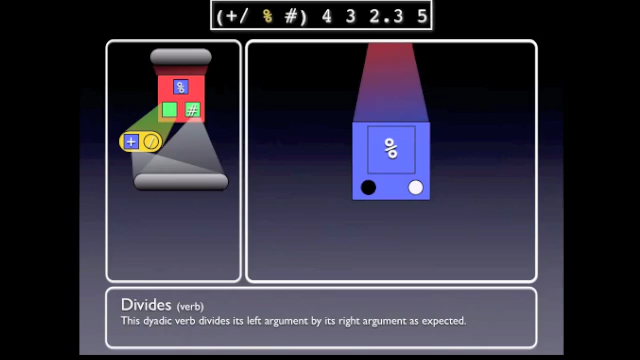 (+/ % #) 4 3 2.3 5
%
#
+ /
%
Divides (verb)
This dyadic verb divides its left argument by its right argument as expected.